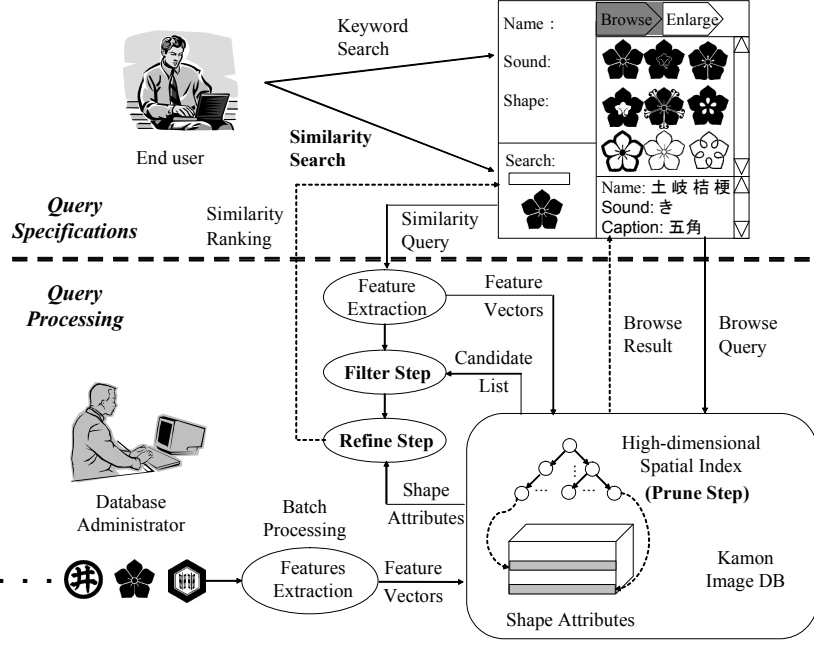 Keyword
Search
End user
Similarity
Search
Name :
Sound:
Shape:
Search:
Browse
Enlarge
Name: 土 岐 桔 梗
Sound: き
Caption: 五角
Query
Specifications
Similarity
Ranking
Similarity
Query
Query
Processing
Feature
Extraction
Feature
Vectors
Filter Step
Candidate
List
Refine Step
Browse
Result
Browse
Query
Database
Administrator
Shape
Attributes
High-dimensional
Spatial Index
(Prune Step)
...
...
Kamon
Image DB
Shape Attributes
Batch
Processing
井
Features
Extraction
Feature
Vectors